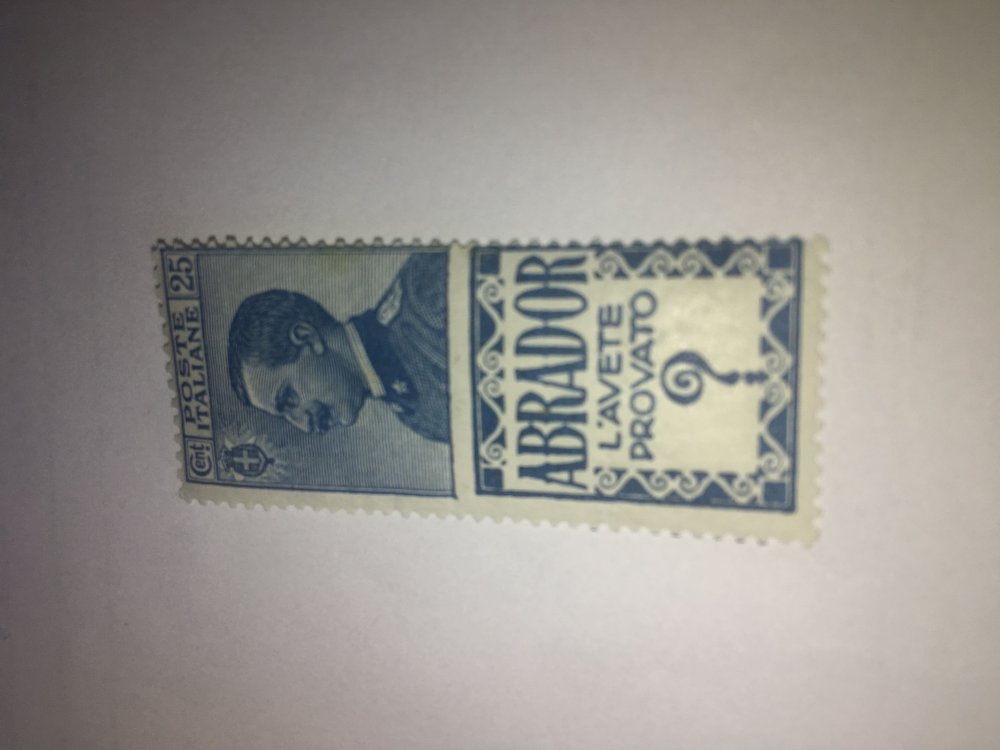 Cent POSTE ITALIANE 25
ABRADOR
L'AVETE
PROVATO
?